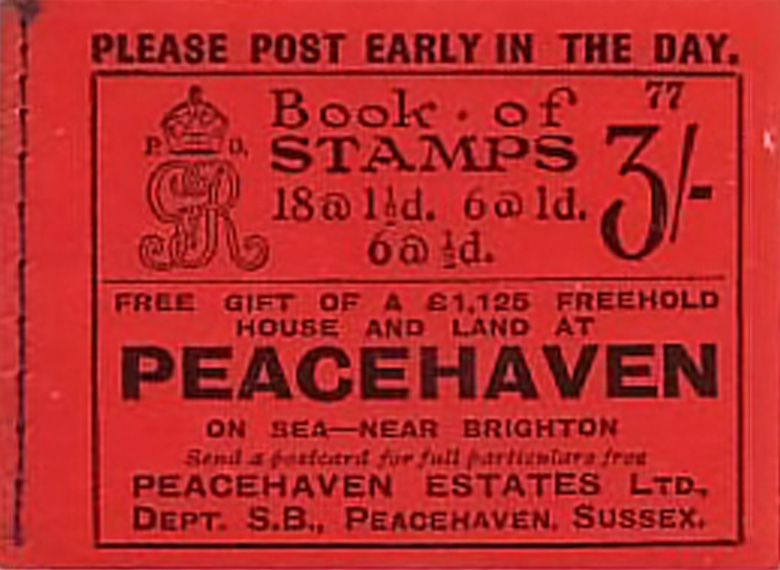 PLEASE POST EARLY IN THE DAY.
77
Book · of
STAMPS
3/-
P. O.
GR
18@1½d. 6@1d.
6@½d.
FREE GIFT OF A £1,125 FREEHOLD
HOUSE AND LAND AT
PEACEHAVEN
ON SEA—NEAR BRIGHTON
Send a postcard for full particulars free
PEACEHAVEN ESTATES LTD.,
DEPT. S.B., PEACEHAVEN. SUSSEX.